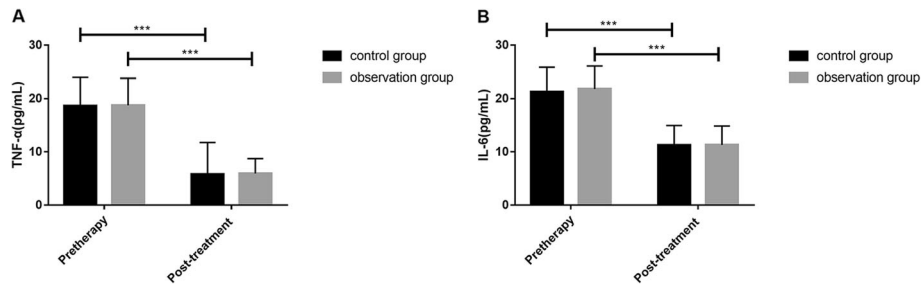 A
TNF-α(pg/mL)
30
20
10
0
***
***
control group
observation group
Pretherapy
Post-treatment
B
IL-6(pg/mL)
30
20
10
0
***
***
control group
observation group
Pretherapy
Post-treatment